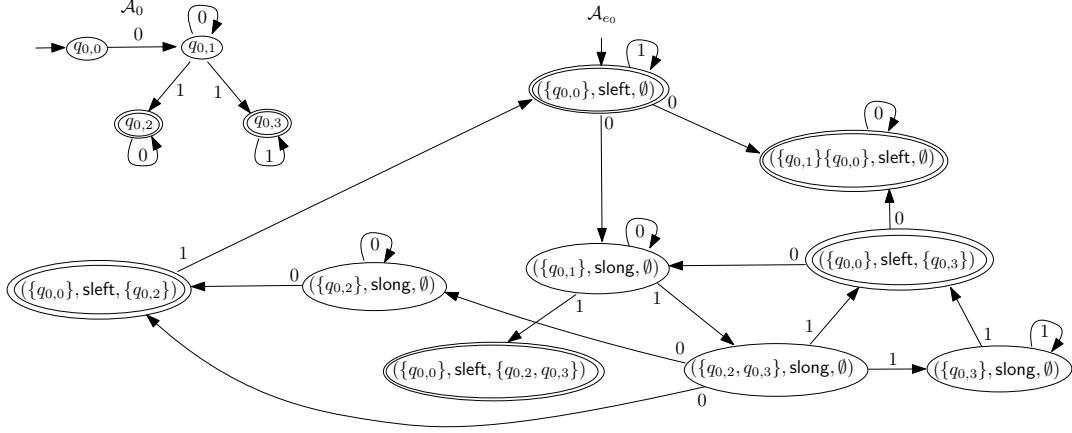 𝒜₀
𝒜ₑ₀
0
q₀,₀
0
q₀,₁
1
1
q₀,₂
q₀,₃
0
1
1
({q₀,₀}, sleft, ∅)
0
0
0
({q₀,₁}{q₀,₀}, sleft, ∅)
0
1
0
0
({q₀,₁}, slong, ∅)
0
({q₀,₀}, sleft, {q₀,₃})
({q₀,₀}, sleft, {q₀,₂})
0
({q₀,₂}, slong, ∅)
1
1
1
1
1
0
({q₀,₀}, sleft, {q₀,₂, q₀,₃})
({q₀,₂, q₀,₃}, slong, ∅)
1
({q₀,₃}, slong, ∅)
0